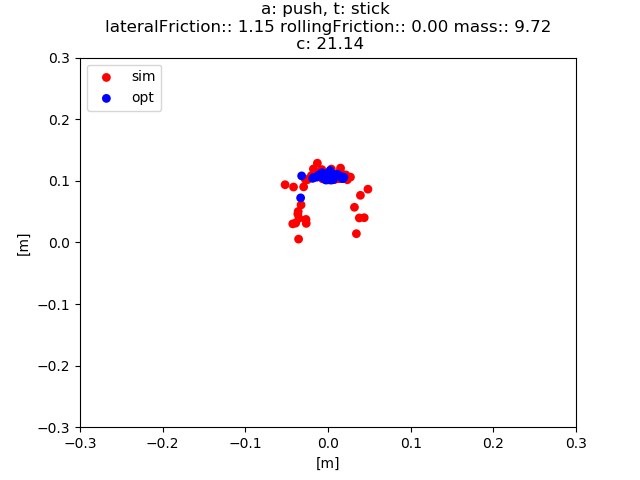 a: push, t: stick
lateralFriction:: 1.15 rollingFriction:: 0.00 mass:: 9.72
c: 21.14
sim
opt
0.3
0.2
0.1
0.0
−0.1
−0.2
−0.3
[m]
−0.3
−0.2
−0.1
0.0
0.1
0.2
0.3
[m]